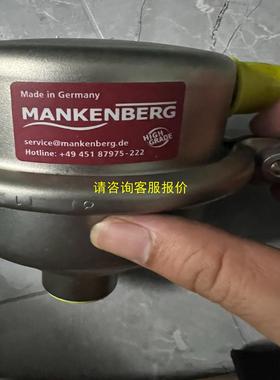 Made in Germany
MANKENBERG
HIGH
GRADE
service@mankenberg.de
Hotline: +49 451 87975-222
请咨询客服报价